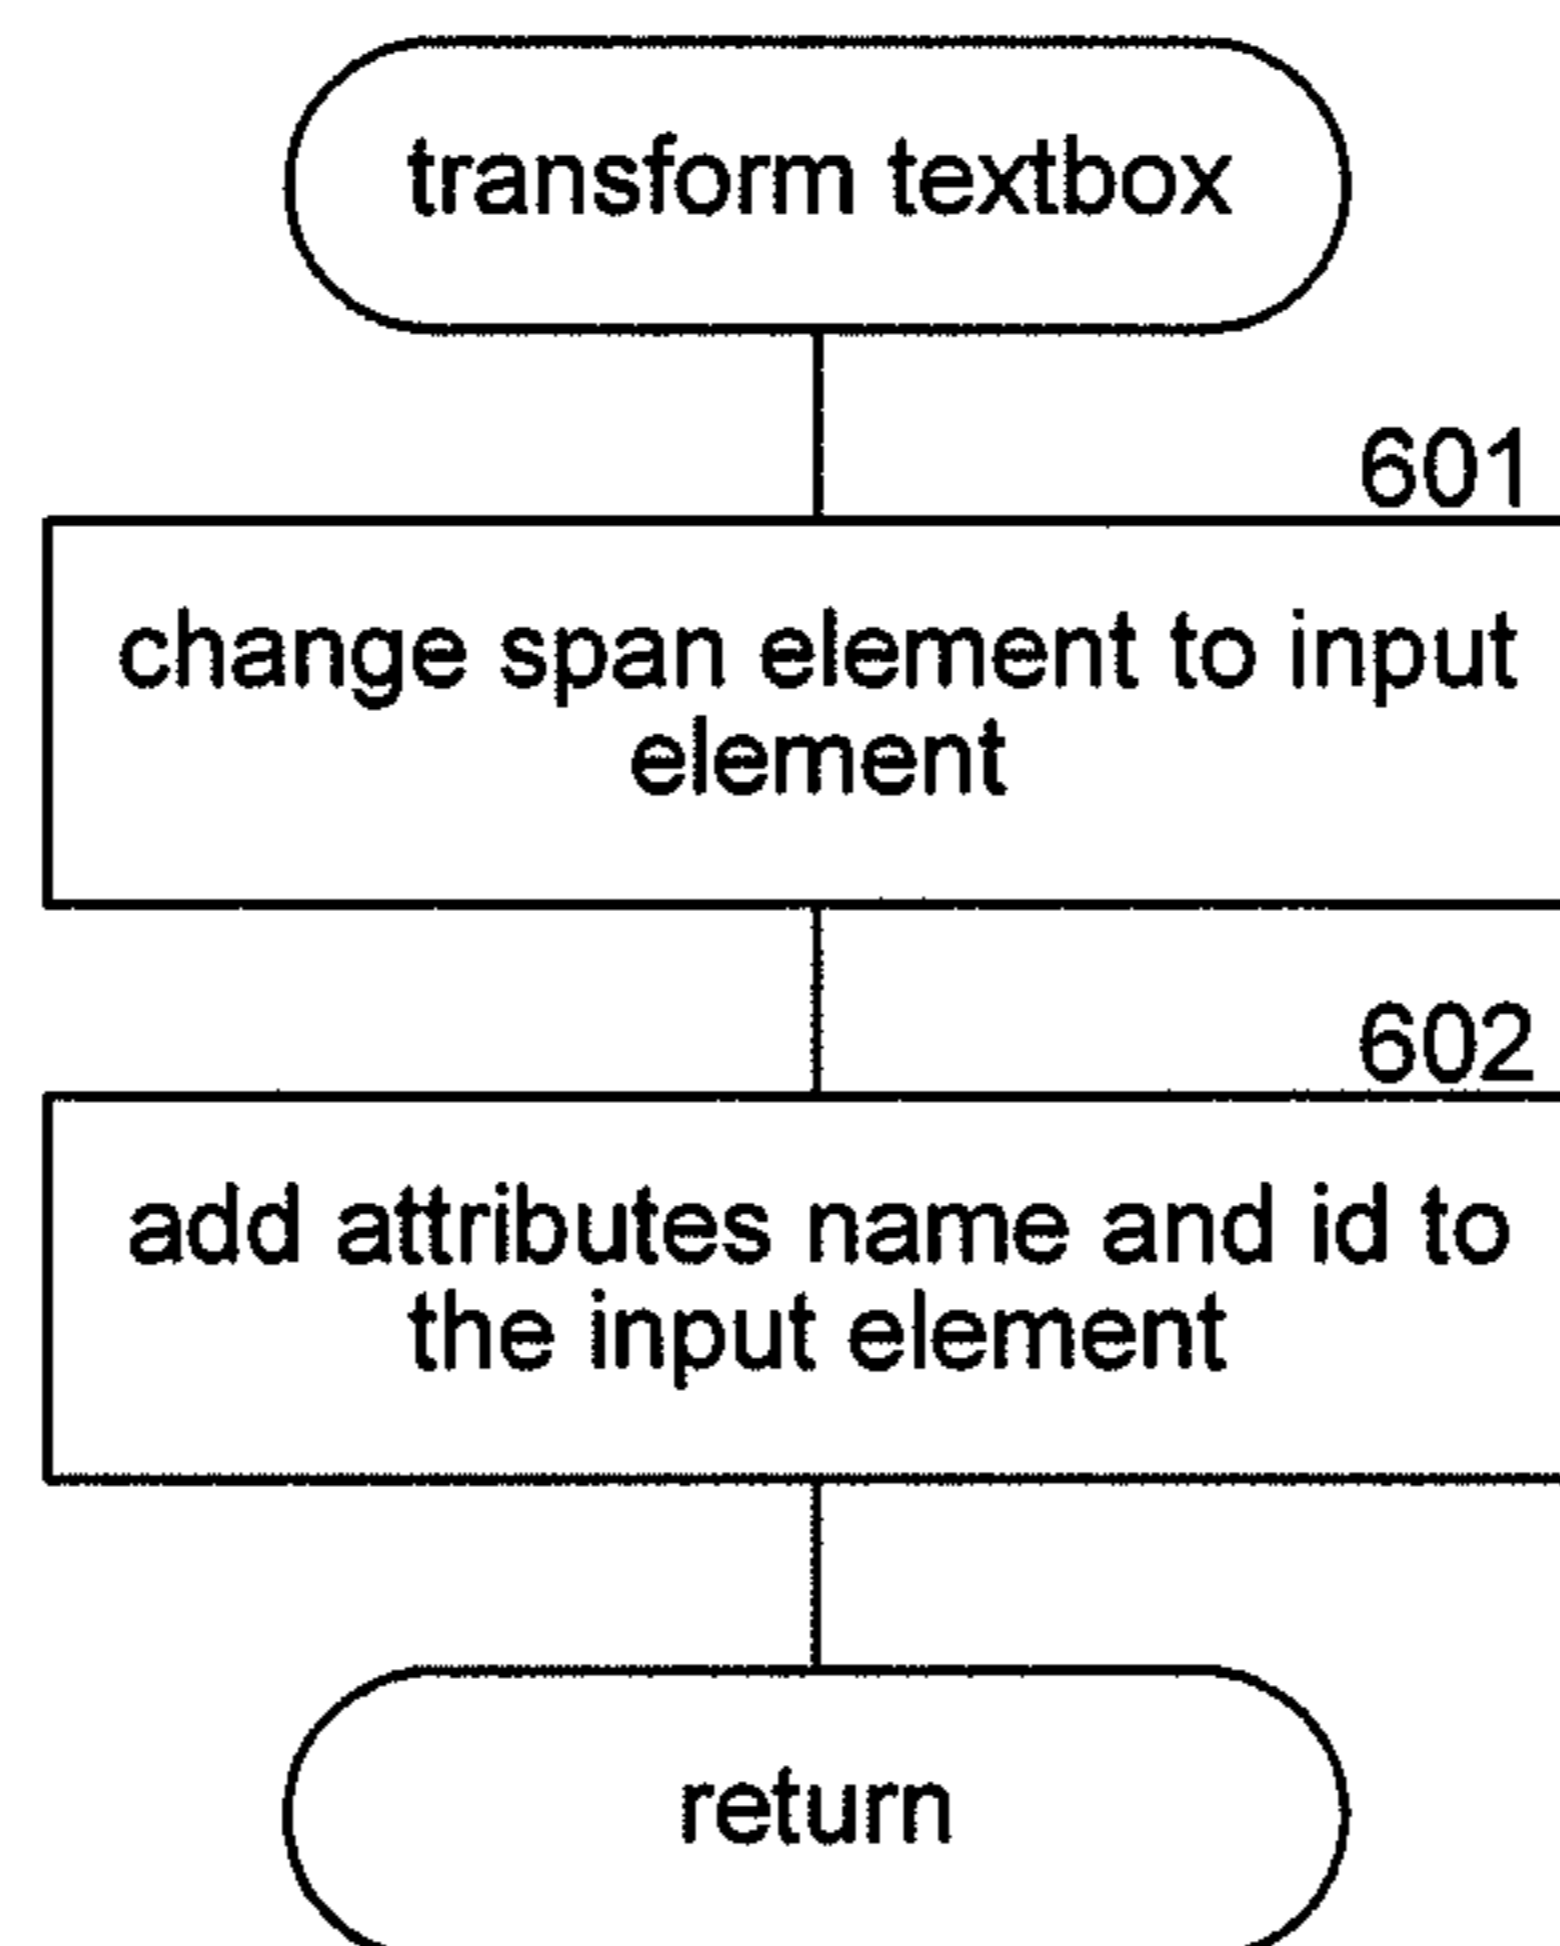 transform textbox
601
change span element to input
element
602
add attributes name and id to
the input element
return